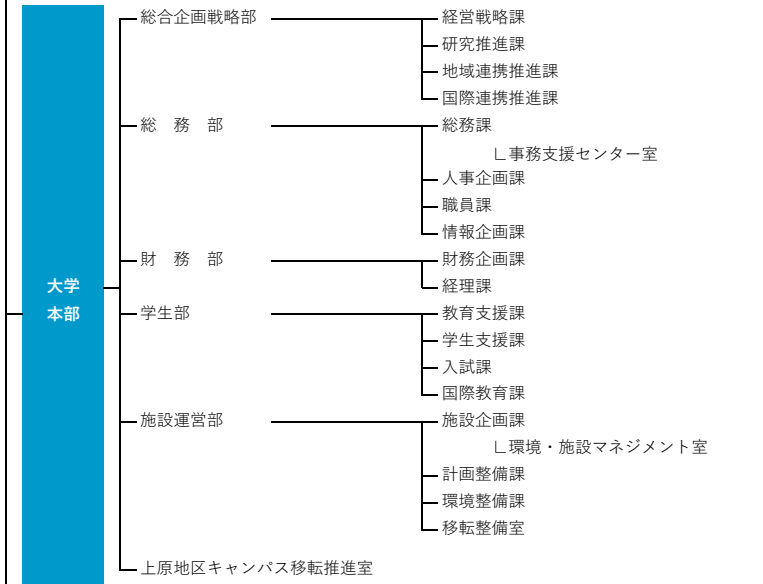 大学
本部
総合企画戦略部
経営戦略課
研究推進課
地域連携推進課
国際連携推進課
総　務　部
総務課
∟事務支援センター室
人事企画課
職員課
情報企画課
財　務　部
財務企画課
経理課
学生部
教育支援課
学生支援課
入試課
国際教育課
施設運営部
施設企画課
∟環境・施設マネジメント室
計画整備課
環境整備課
移転整備室
上原地区キャンパス移転推進室